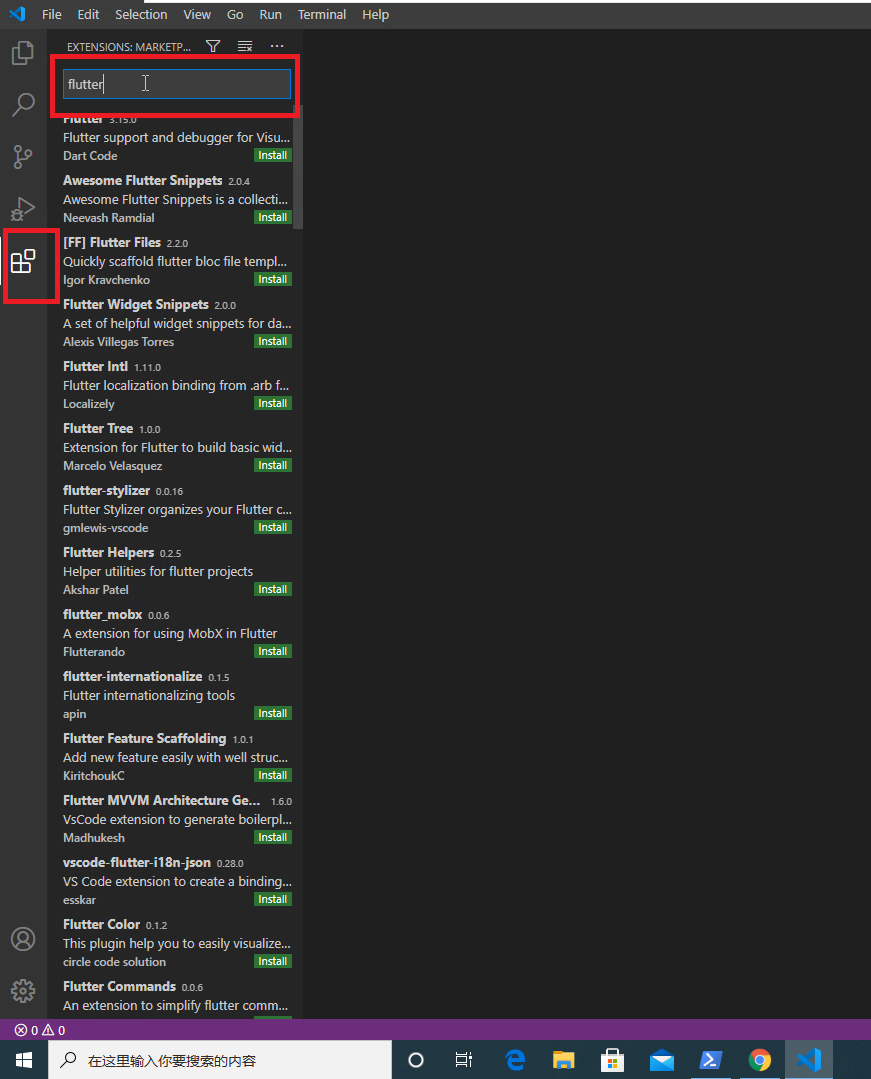 File Edit Selection View Go Run Terminal Help
EXTENSIONS: MARKETP...
flutter
Flutter 3.15.0
Flutter support and debugger for Visu...
Dart Code Install
Awesome Flutter Snippets 2.0.4
Awesome Flutter Snippets is a collecti...
Neevash Ramdial Install
[FF] Flutter Files 2.2.0
Quickly scaffold flutter bloc file templ...
Igor Kravchenko Install
Flutter Widget Snippets 2.0.0
A set of helpful widget snippets for da...
Alexis Villegas Torres Install
Flutter Intl 1.11.0
Flutter localization binding from .arb f...
Localizely Install
Flutter Tree 1.0.0
Extension for Flutter to build basic wid...
Marcelo Velasquez Install
flutter-stylizer 0.0.16
Flutter Stylizer organizes your Flutter c...
gmlewis-vscode Install
Flutter Helpers 0.2.5
Helper utilities for flutter projects
Akshar Patel Install
flutter_mobx 0.0.6
A extension for using MobX in Flutter
Flutterando Install
flutter-internationalize 0.1.5
Flutter internationalizing tools
apin Install
Flutter Feature Scaffolding 1.0.1
Add new feature easily with well struc...
KiritchoukC Install
Flutter MVVM Architecture Ge... 1.6.0
VsCode extension to generate boilerpl...
Madhukesh Install
vscode-flutter-i18n-json 0.28.0
VS Code extension to create a binding...
esskar Install
Flutter Color 0.1.2
This plugin help you to easily visualize...
circle code solution Install
Flutter Commands 0.0.6
An extension to simplify flutter comm...
0 0
在这里输入你要搜索的内容